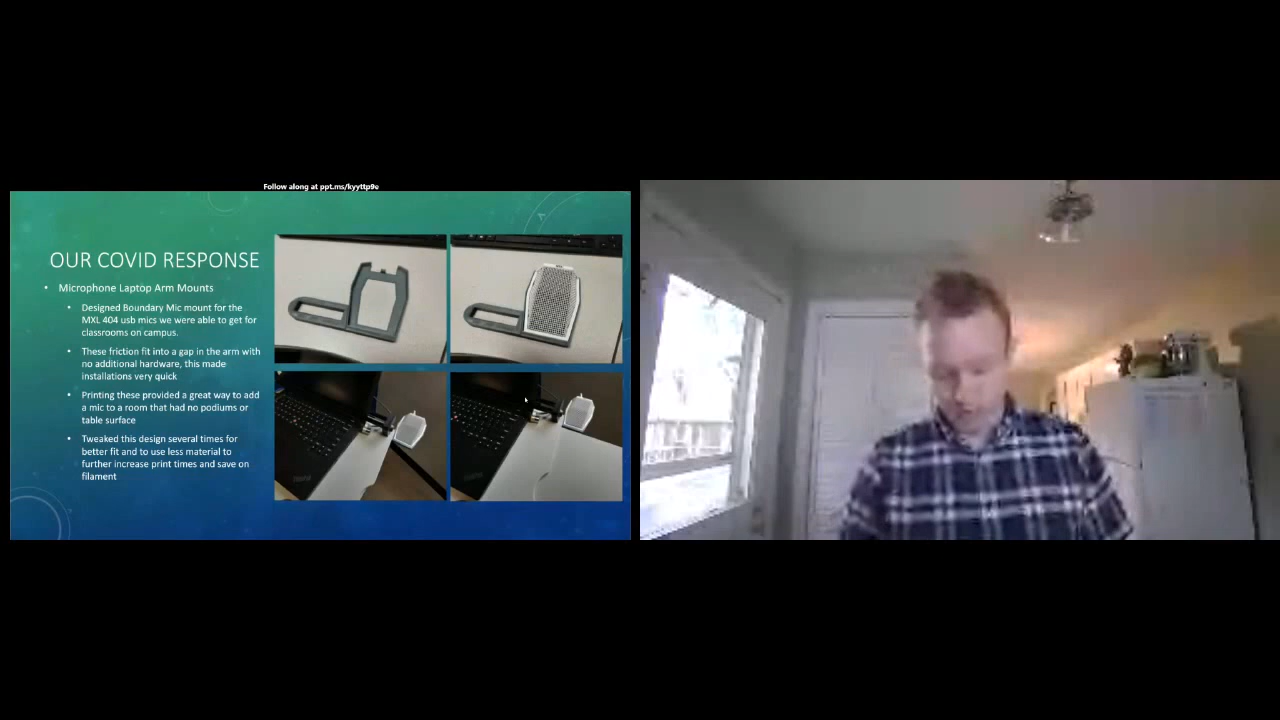 Follow along at ppt.ms/kyyttp9e
OUR COVID RESPONSE
• Microphone Laptop Arm Mounts
• Designed Boundary Mic mount for the
MXL 404 usb mics we were able to get for
classrooms on campus.
• These friction fit into a gap in the arm with
no additional hardware, this made
installations very quick
• Printing these provided a great way to add
a mic to a room that had no podiums or
table surface
• Tweaked this design several times for
better fit and to use less material to
further increase print times and save on
filament